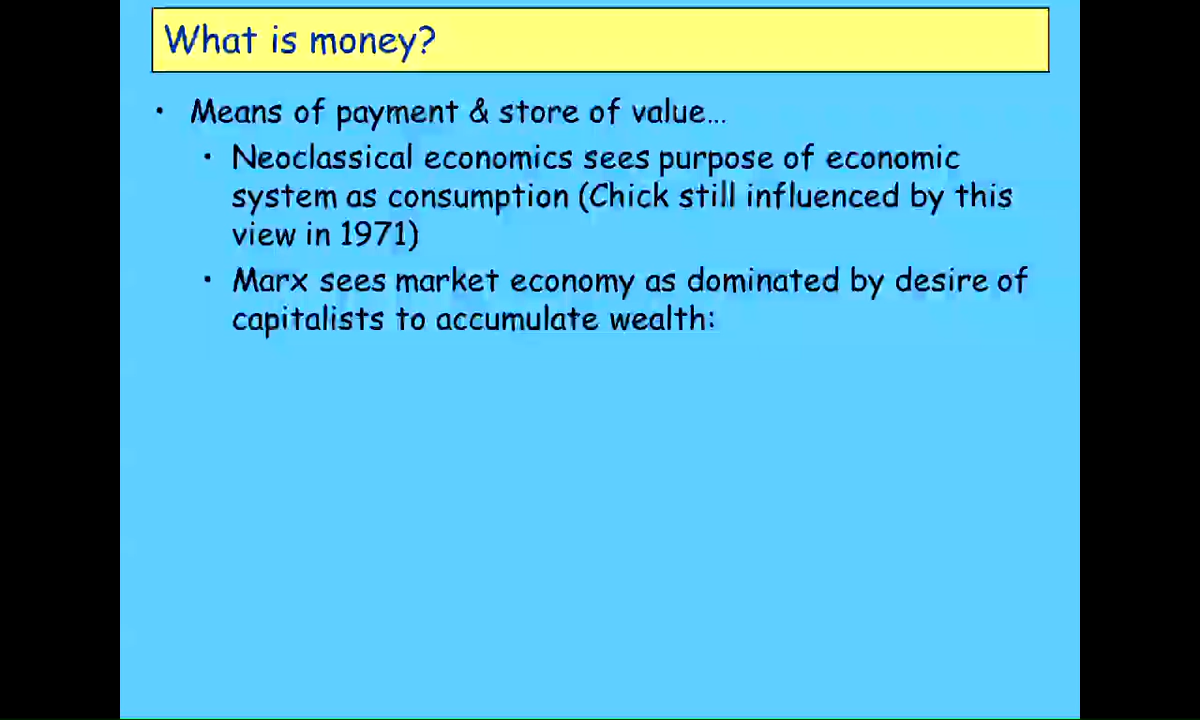 What is money?
• Means of payment & store of value…
• Neoclassical economics sees purpose of economic
system as consumption (Chick still influenced by this
view in 1971)
• Marx sees market economy as dominated by desire of
capitalists to accumulate wealth: